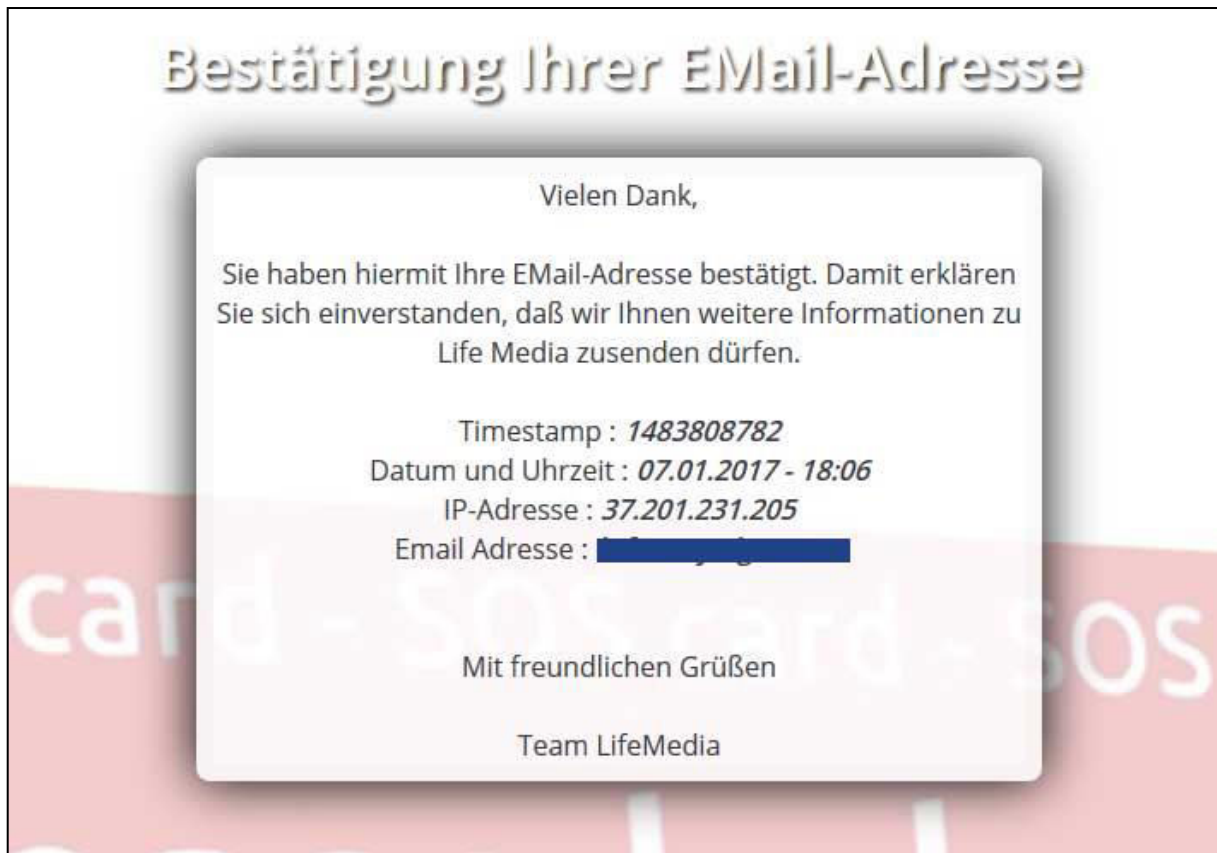 Bestätigung Ihrer EMail-Adresse
Vielen Dank,
Sie haben hiermit Ihre EMail-Adresse bestätigt. Damit erklären
Sie sich einverstanden, daß wir Ihnen weitere Informationen zu
Life Media zusenden dürfen.
Timestamp : 1483808782
Datum und Uhrzeit : 07.01.2017 - 18:06
IP-Adresse : 37.201.231.205
Email Adresse :
card - SOS card - SOS
Mit freundlichen Grüßen
Team LifeMedia